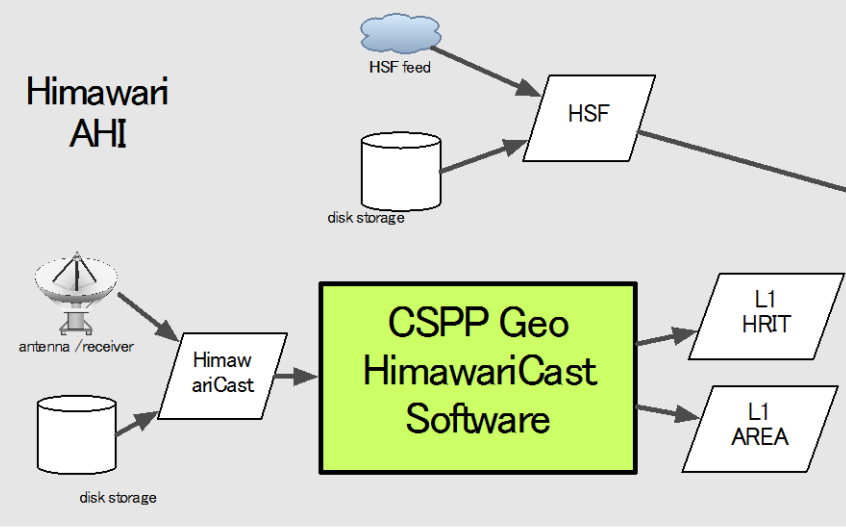 HSF feed
Himawari
AHI
HSF
disk storage
antenna /receiver
Himaw
ariCast
CSPP Geo
HimawariCast
Software
L1
HRIT
L1
AREA
disk storage